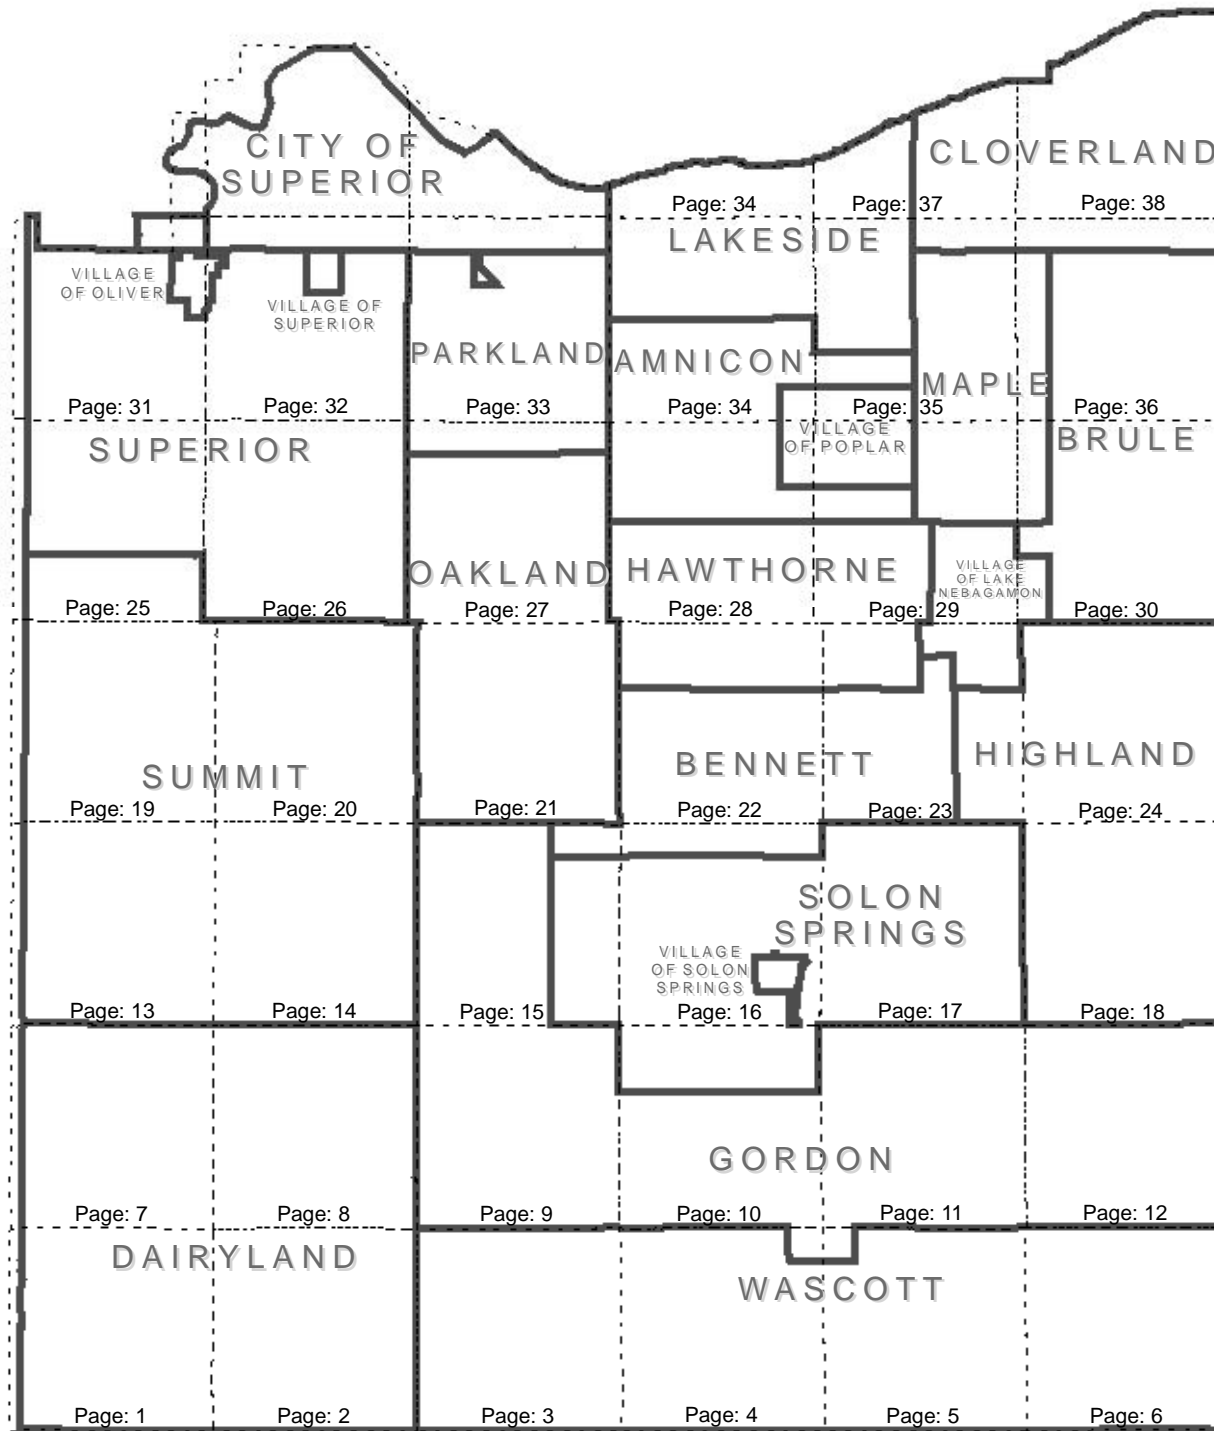 CITY OF
SUPERIOR
CLOVERLAND
Page: 34
Page: 37
Page: 38
LAKESIDE
VILLAGE
OF OLIVER
VILLAGE OF
SUPERIOR
PARKLAND
AMNICON
MAPLE
Page: 31
Page: 32
Page: 33
Page: 34
Page: 35
Page: 36
SUPERIOR
VILLAGE
OF POPLAR
BRULE
OAKLAND
HAWTHORNE
VILLAGE
OF LAKE
NEBAGAMON
Page: 25
Page: 26
Page: 27
Page: 28
Page: 29
Page: 30
SUMMIT
BENNETT
HIGHLAND
Page: 19
Page: 20
Page: 21
Page: 22
Page: 23
Page: 24
SOLON
SPRINGS
VILLAGE
OF SOLON
SPRINGS
Page: 13
Page: 14
Page: 15
Page: 16
Page: 17
Page: 18
GORDON
Page: 7
Page: 8
Page: 9
Page: 10
Page: 11
Page: 12
DAIRYLAND
WASCOTT
Page: 1
Page: 2
Page: 3
Page: 4
Page: 5
Page: 6